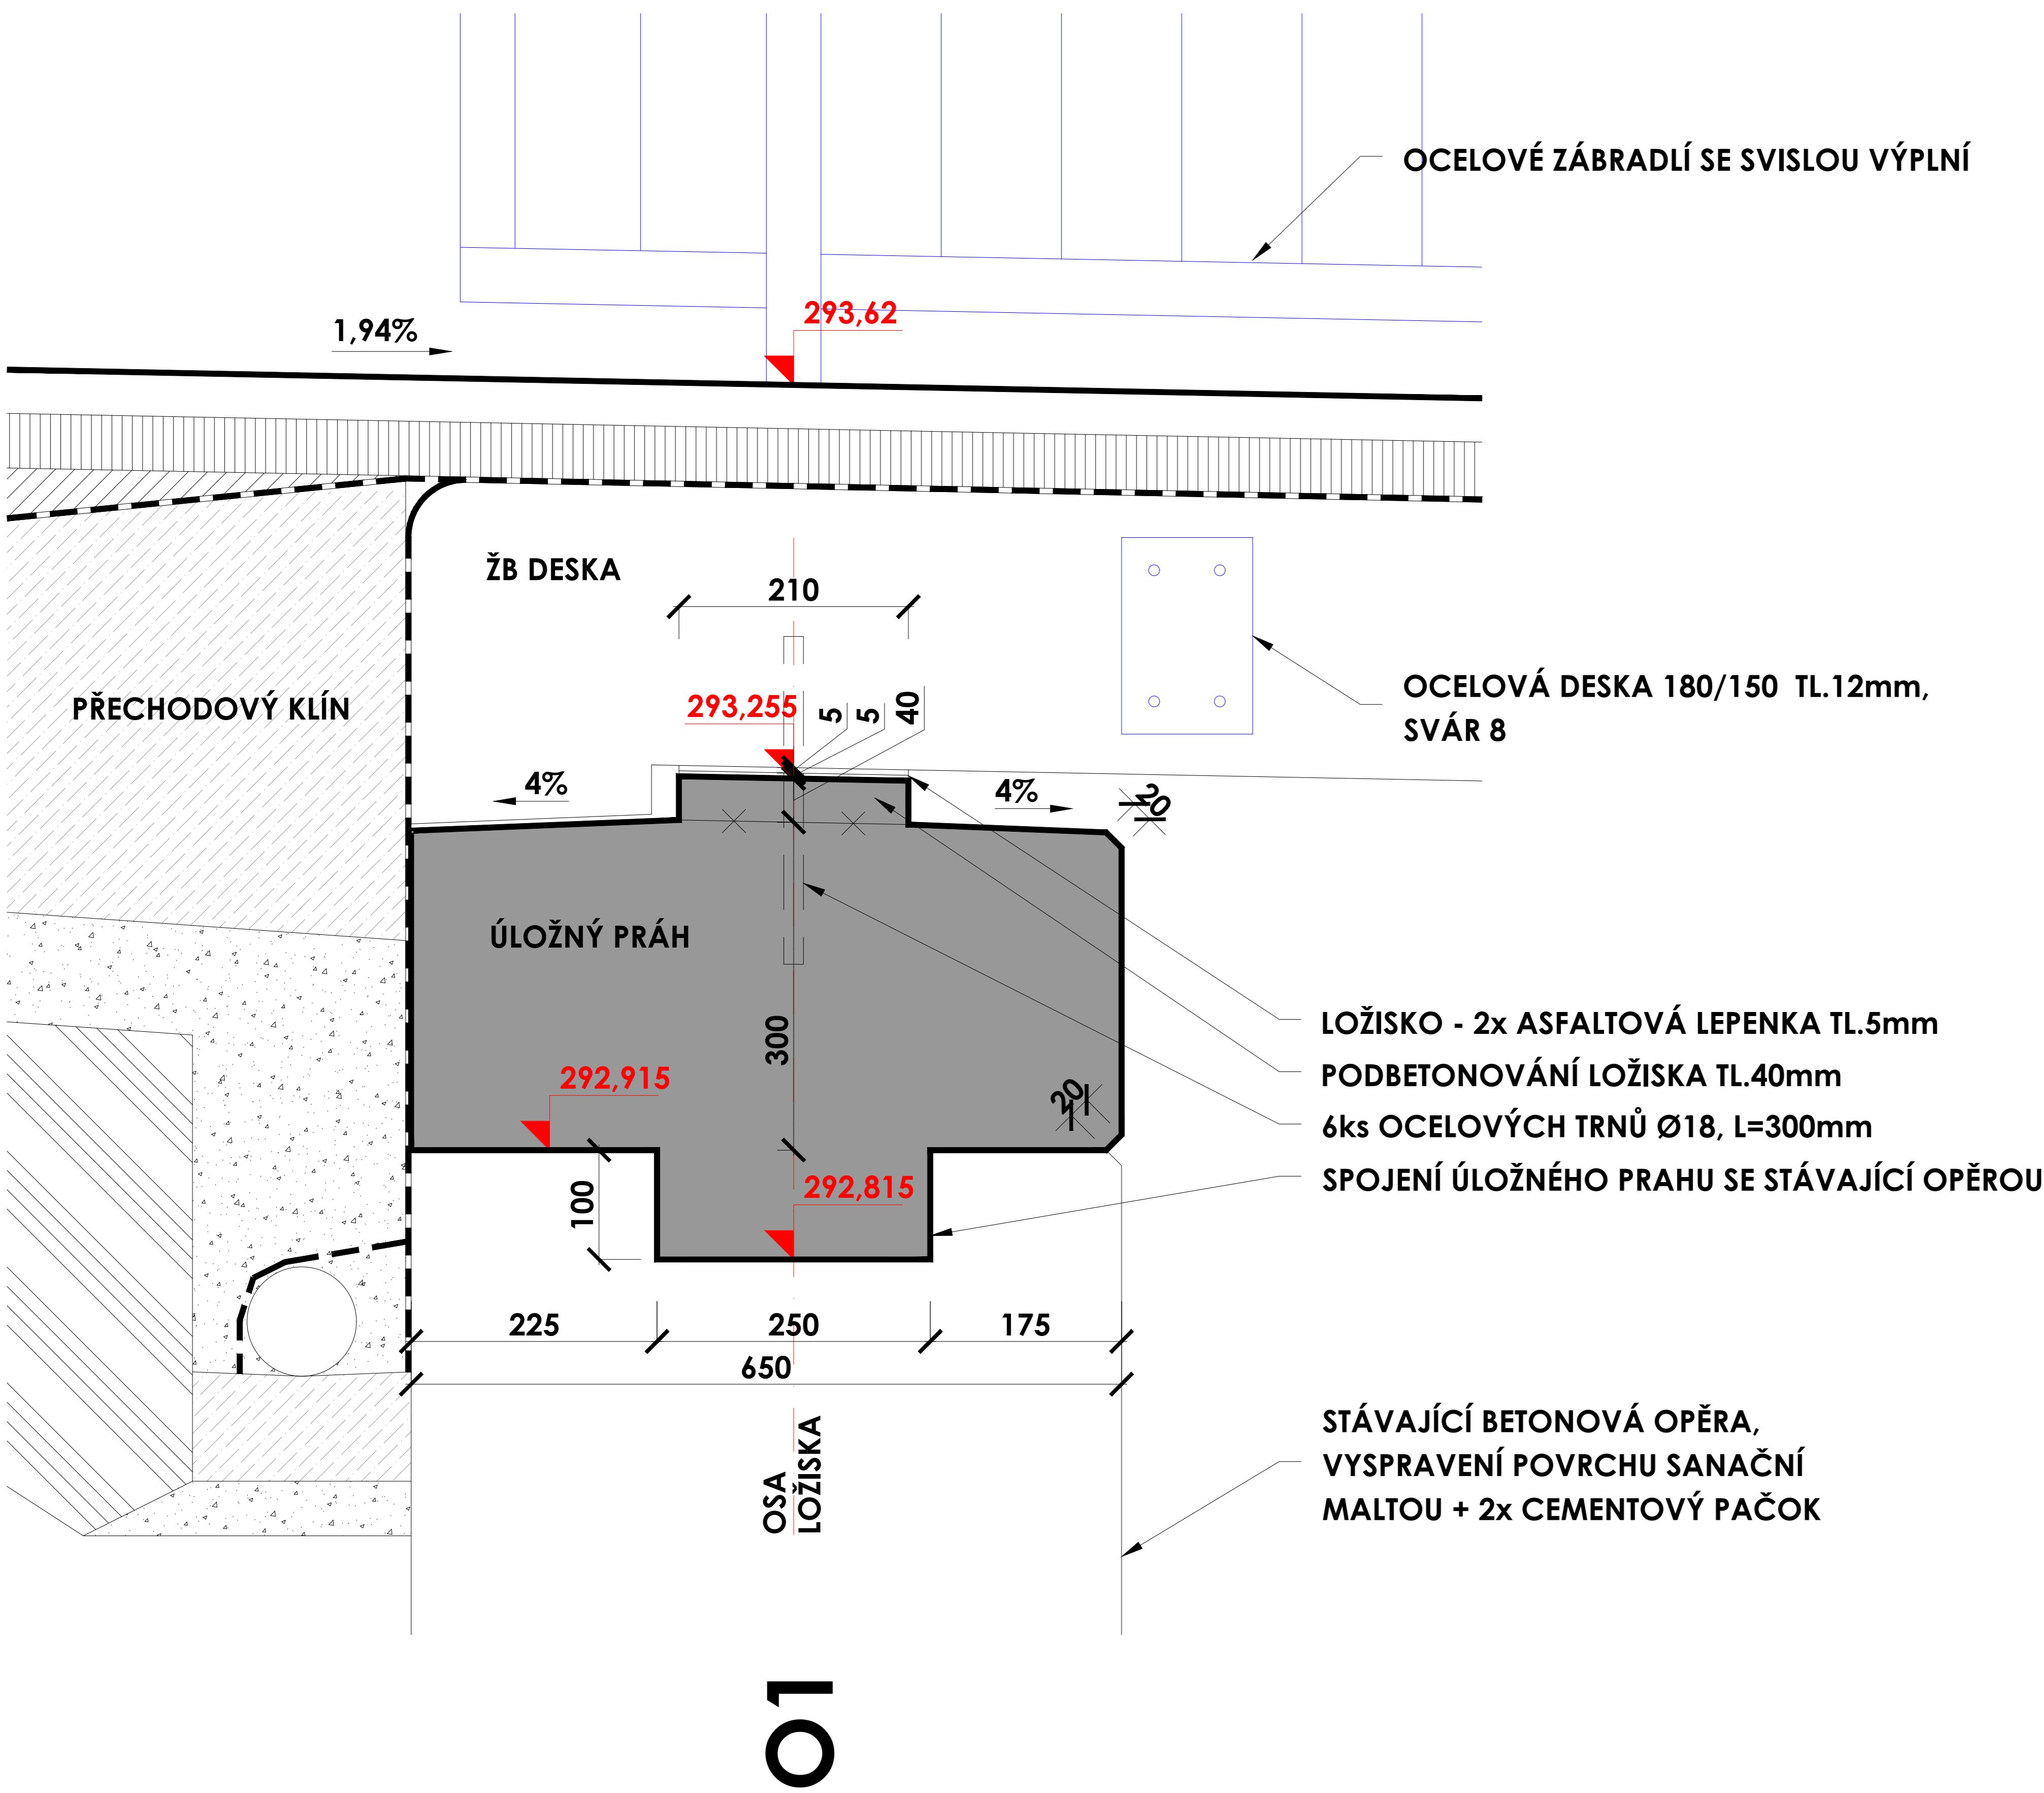 OCELOVÉ ZÁBRADLÍ SE SVISLOU VÝPLNÍ
293,62
1,94%
ŽB DESKA
210
PŘECHODOVÝ KLÍN
293,255
5
5
40
OCELOVÁ DESKA 180/150 TL.12mm,
SVÁR 8
4%
4%
20
ÚLOŽNÝ PRÁH
300
LOŽISKO - 2x ASFALTOVÁ LEPENKA TL.5mm
PODBETONOVÁNÍ LOŽISKA TL.40mm
292,915
20
6ks OCELOVÝCH TRNŮ Ø18, L=300mm
SPOJENÍ ÚLOŽNÉHO PRAHU SE STÁVAJÍCÍ OPĚROU
100
292,815
225
250
175
650
OSA
LOŽISKA
STÁVAJÍCÍ BETONOVÁ OPĚRA,
VYSPRAVENÍ POVRCHU SANAČNÍ
MALTOU + 2x CEMENTOVÝ PAČOK
O1